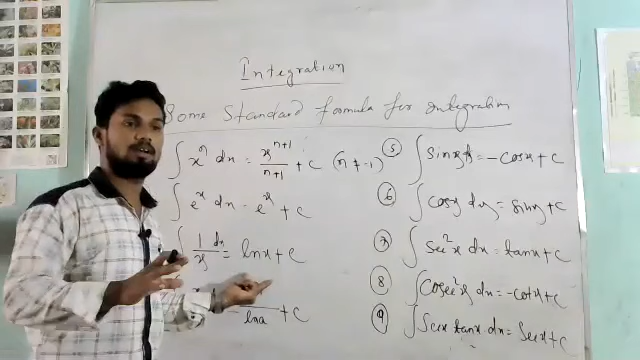 Integration
Some Standard formula for integration
∫ xⁿ dx = xⁿ⁺¹/n+1 + c (n ≠ -1)
∫ eˣ dx = eˣ + c
∫ 1/x dx = lnx + c
lna + c
⑤ ∫ sinx dx = -cosx + c
⑥ ∫ cosx dx = sinx + c
⑦ ∫ sec²x dx = tanx + c
⑧ ∫ cosec²x dx = -cotx + c
⑨ ∫ secx tanx dx = secx + c